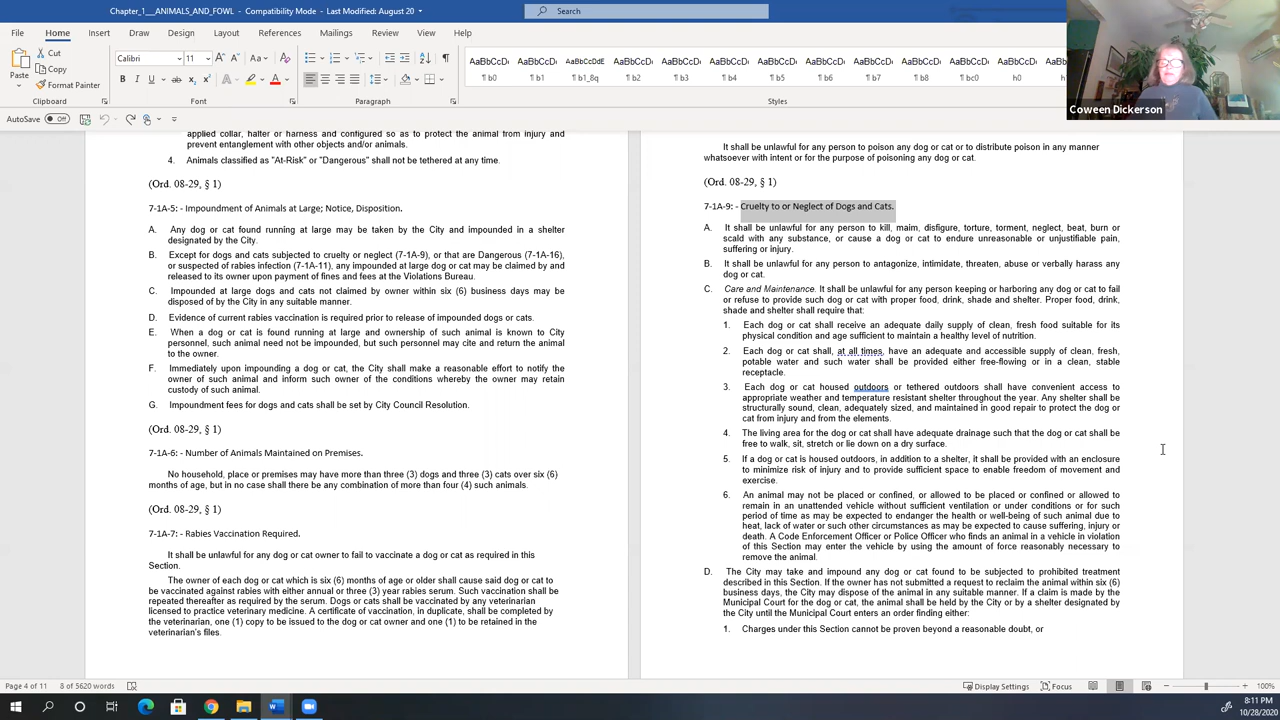 Chapter_1___ANIMALS_AND_FOWL - Compatibility Mode - Last Modified: August 20
Search
File Home Insert Draw Design Layout References Mailings Review View Help
Paste
Cut
Copy
Format Painter
Calibri 11
Clipboard
Font
Paragraph
Styles
AaBbCcD AaBbCcD AaBbCcDdE AaBbCcD AaBbCcD AaBbCcD AaBbCcD AaBbCcD AaBbCcD AaBbCcD AaBbCcD
¶ b0 ¶ b1 ¶ b1_8q ¶ b2 ¶ b3 ¶ b4 ¶ b5 ¶ b6 ¶ b7 ¶ b8 ¶ bc0 h0
Coween Dickerson
AutoSave Off
applied collar, halter or harness and configured so as to protect the animal from injury and
prevent entanglement with other objects and/or animals.
4. Animals classified as "At-Risk" or "Dangerous" shall not be tethered at any time.
(Ord. 08-29, § 1)
7-1A-5: - Impoundment of Animals at Large; Notice, Disposition.
A. Any dog or cat found running at large may be taken by the City and impounded in a shelter
designated by the City.
B. Except for dogs and cats subjected to cruelty or neglect (7-1A-9), or that are Dangerous (7-1A-16),
or suspected of rabies infection (7-1A-11), any impounded at large dog or cat may be claimed by and
released to its owner upon payment of fines and fees at the Violations Bureau.
C. Impounded at large dogs and cats not claimed by owner within six (6) business days may be
disposed of by the City in any suitable manner.
D. Evidence of current rabies vaccination is required prior to release of impounded dogs or cats.
E. When a dog or cat is found running at large and ownership of such animal is known to City
personnel, such animal need not be impounded, but such personnel may cite and return the animal
to the owner.
F. Immediately upon impounding a dog or cat, the City shall make a reasonable effort to notify the
owner of such animal and inform such owner of the conditions whereby the owner may retain
custody of such animal.
G. Impoundment fees for dogs and cats shall be set by City Council Resolution.
(Ord. 08-29, § 1)
7-1A-6: - Number of Animals Maintained on Premises.
No household, place or premises may have more than three (3) dogs and three (3) cats over six (6)
months of age, but in no case shall there be any combination of more than four (4) such animals.
(Ord. 08-29, § 1)
7-1A-7: - Rabies Vaccination Required.
It shall be unlawful for any dog or cat owner to fail to vaccinate a dog or cat as required in this
Section.
The owner of each dog or cat which is six (6) months of age or older shall cause said dog or cat to
be vaccinated against rabies with either annual or three (3) year rabies serum. Such vaccination shall be
repeated thereafter as required by the serum. Dogs or cats shall be vaccinated by any veterinarian
licensed to practice veterinary medicine. A certificate of vaccination, in duplicate, shall be completed by
the veterinarian, one (1) copy to be issued to the dog or cat owner and one (1) to be retained in the
veterinarian's files.
It shall be unlawful for any person to poison any dog or cat or to distribute poison in any manner
whatsoever with intent or for the purpose of poisoning any dog or cat.
(Ord. 08-29, § 1)
7-1A-9: - Cruelty to or Neglect of Dogs and Cats.
A. It shall be unlawful for any person to kill, maim, disfigure, torture, torment, neglect, beat, burn or
scald with any substance, or cause a dog or cat to endure unreasonable or unjustifiable pain,
suffering or injury.
B. It shall be unlawful for any person to antagonize, intimidate, threaten, abuse or verbally harass any
dog or cat.
C. Care and Maintenance. It shall be unlawful for any person keeping or harboring any dog or cat to fail
or refuse to provide such dog or cat with proper food, drink, shade and shelter. Proper food, drink,
shade and shelter shall require that:
1. Each dog or cat shall receive an adequate daily supply of clean, fresh food suitable for its
physical condition and age sufficient to maintain a healthy level of nutrition.
2. Each dog or cat shall, at all times, have an adequate and accessible supply of clean, fresh,
potable water and such water shall be provided either free-flowing or in a clean, stable
receptacle.
3. Each dog or cat housed outdoors or tethered outdoors shall have convenient access to
appropriate weather and temperature resistant shelter throughout the year. Any shelter shall be
structurally sound, clean, adequately sized, and maintained in good repair to protect the dog or
cat from injury and from the elements.
4. The living area for the dog or cat shall have adequate drainage such that the dog or cat shall be
free to walk, sit, stretch or lie down on a dry surface.
5. If a dog or cat is housed outdoors, in addition to a shelter, it shall be provided with an enclosure
to minimize risk of injury and to provide sufficient space to enable freedom of movement and
exercise.
6. An animal may not be placed or confined, or allowed to be placed or confined or allowed to
remain in an unattended vehicle without sufficient ventilation or under conditions or for such
period of time as may be expected to endanger the health or well-being of such animal due to
heat, lack of water or such other circumstances as may be expected to cause suffering, injury or
death. A Code Enforcement Officer or Police Officer who finds an animal in a vehicle in violation
of this Section may enter the vehicle by using the amount of force reasonably necessary to
remove the animal.
D. The City may take and impound any dog or cat found to be subjected to prohibited treatment
described in this Section. If the owner has not submitted a request to reclaim the animal within six (6)
business days, the City may dispose of the animal in any suitable manner. If a claim is made by the
Municipal Court for the dog or cat, the animal shall be held by the City or by a shelter designated by
the City until the Municipal Court enters an order finding either:
1. Charges under this Section cannot be proven beyond a reasonable doubt, or
Page 4 of 11 8 of 5620 words
Display Settings Focus 100%
8:11 PM
10/28/2020